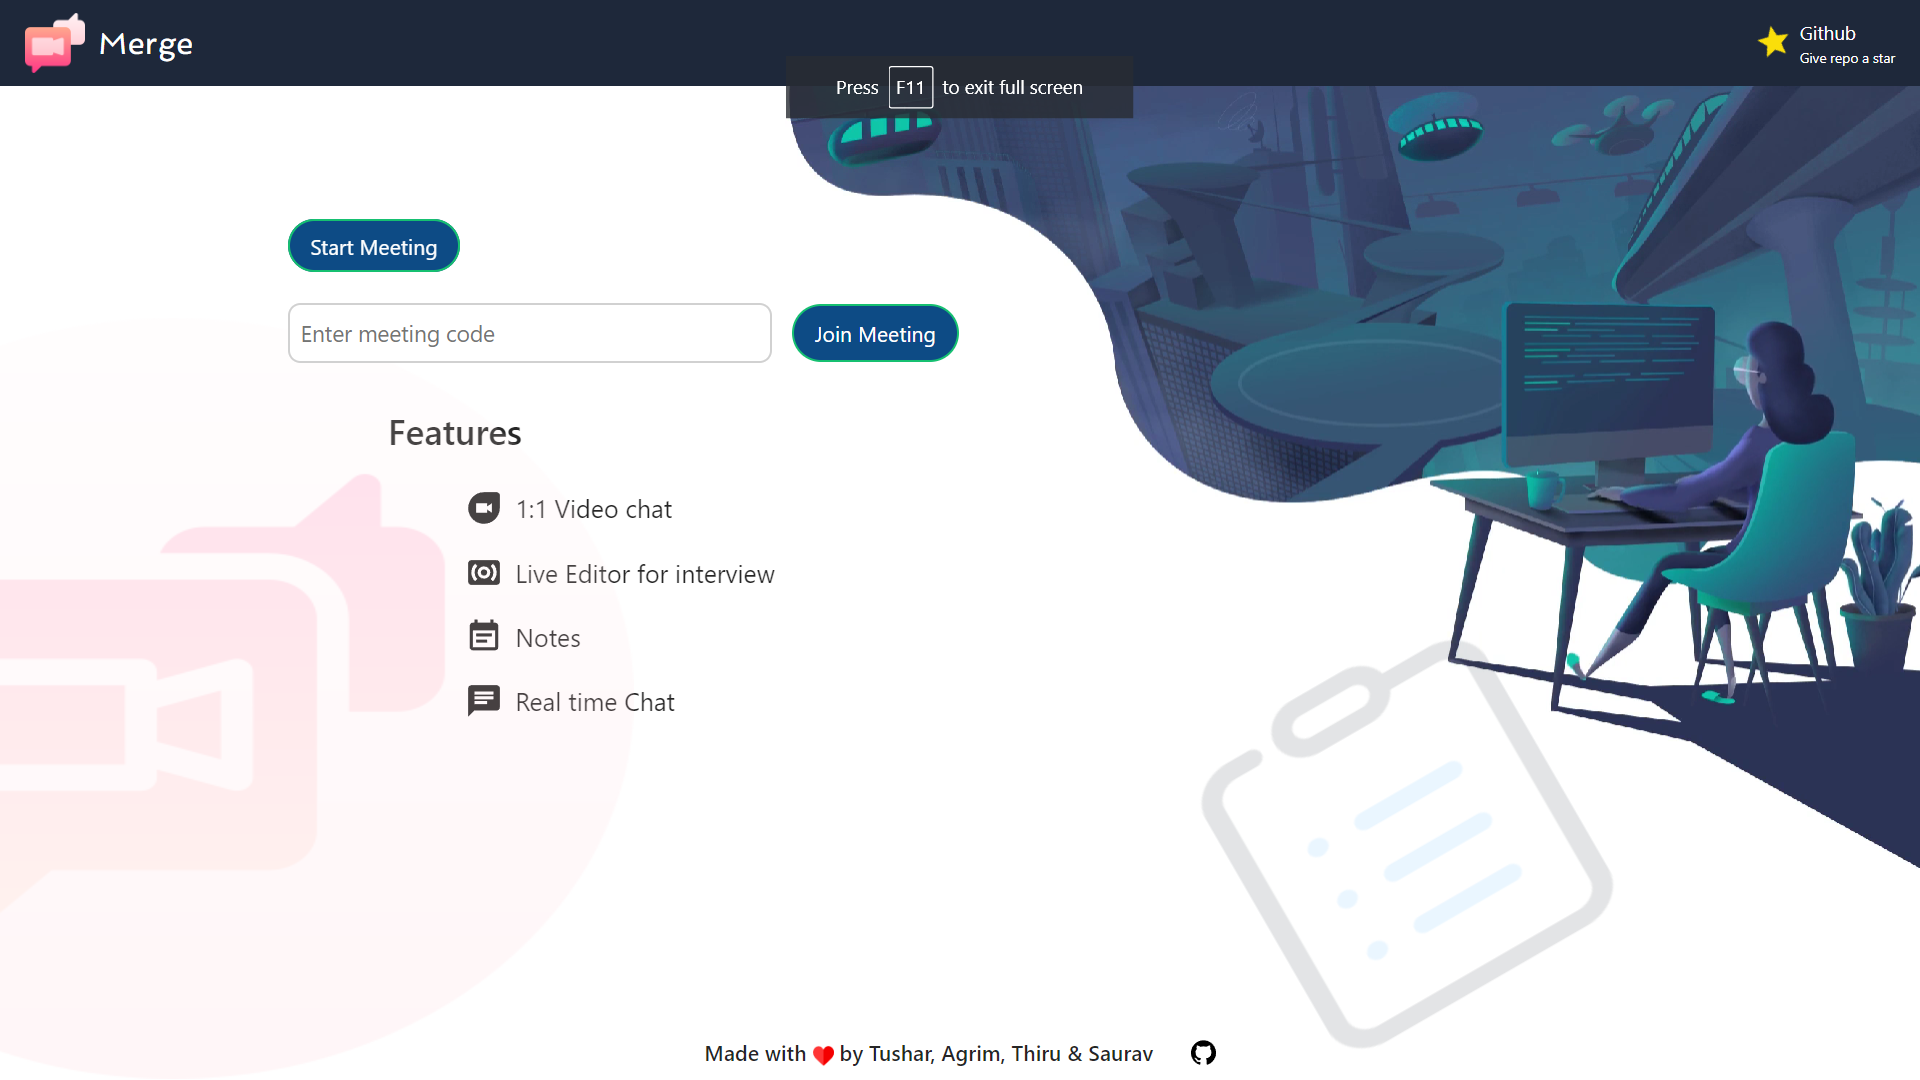 Merge
Github
Give repo a star
Press F11 to exit full screen
Start Meeting
Enter meeting code
Join Meeting
Features
1:1 Video chat
Live Editor for interview
Notes
Real time Chat
Made with ❤ by Tushar, Agrim, Thiru & Saurav